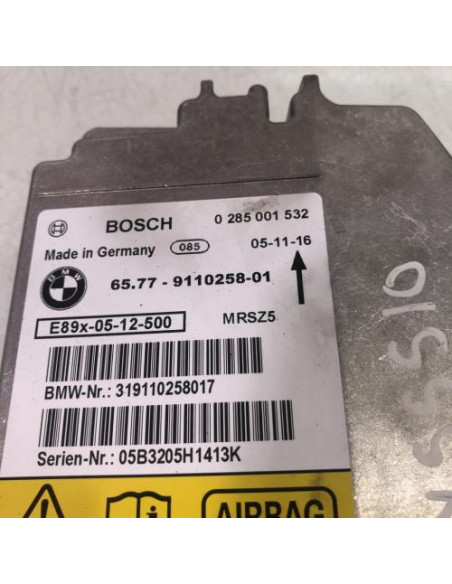 BOSCH 0 285 001 532
Made in Germany 085 05-11-16
BMW 65.77 - 9110258-01
E89x-05-12-500 MRSZ5
BMW-Nr.: 319110258017
Serien-Nr.: 05B3205H1413K
AIRBAG